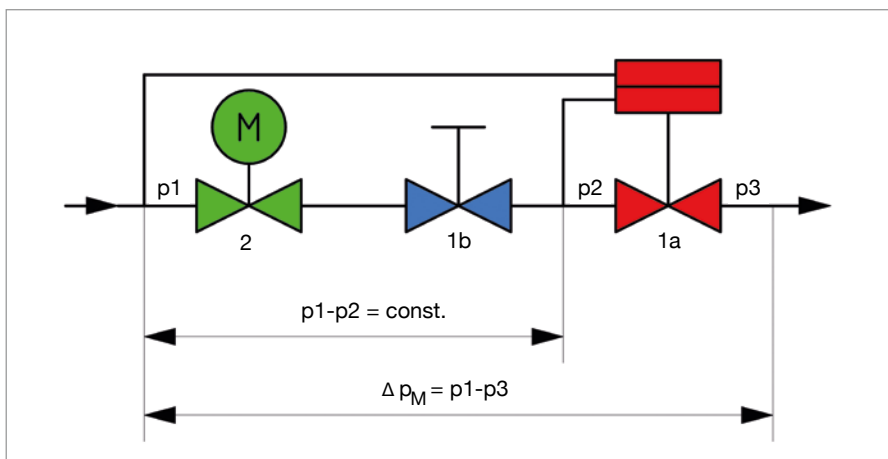 M
p1
p2
p3
2
1b
1a
p1-p2 = const.
Δ pM = p1-p3